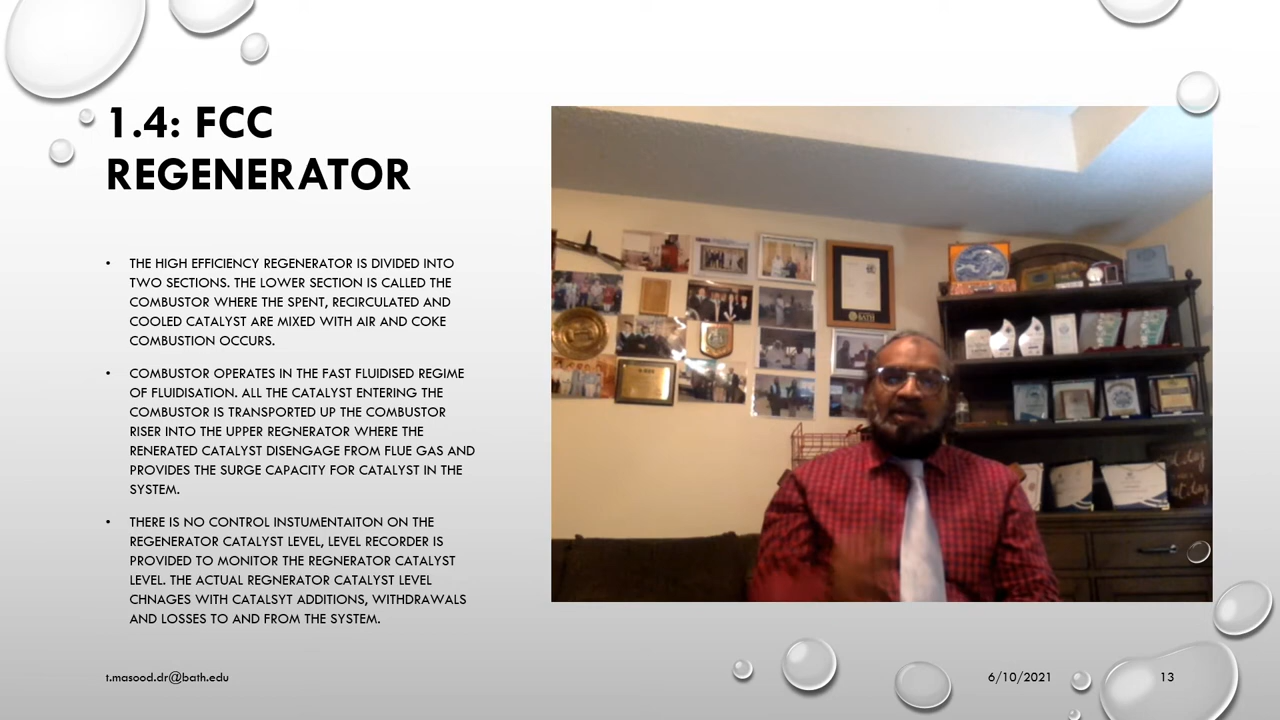 1.4: FCC
REGENERATOR
• THE HIGH EFFICIENCY REGENERATOR IS DIVIDED INTO
TWO SECTIONS. THE LOWER SECTION IS CALLED THE
COMBUSTOR WHERE THE SPENT, RECIRCULATED AND
COOLED CATALYST ARE MIXED WITH AIR AND COKE
COMBUSTION OCCURS.
• COMBUSTOR OPERATES IN THE FAST FLUIDISED REGIME
OF FLUIDISATION. ALL THE CATALYST ENTERING THE
COMBUSTOR IS TRANSPORTED UP THE COMBUSTOR
RISER INTO THE UPPER REGNERATOR WHERE THE
RENERATED CATALYST DISENGAGE FROM FLUE GAS AND
PROVIDES THE SURGE CAPACITY FOR CATALYST IN THE
SYSTEM.
• THERE IS NO CONTROL INSTUMENTAITON ON THE
REGENERATOR CATALYST LEVEL, LEVEL RECORDER IS
PROVIDED TO MONITOR THE REGNERATOR CATALYST
LEVEL. THE ACTUAL REGNERATOR CATALYST LEVEL
CHNAGES WITH CATALSYT ADDITIONS, WITHDRAWALS
AND LOSSES TO AND FROM THE SYSTEM.
BATH
t.masood.dr@bath.edu
6/10/2021
13